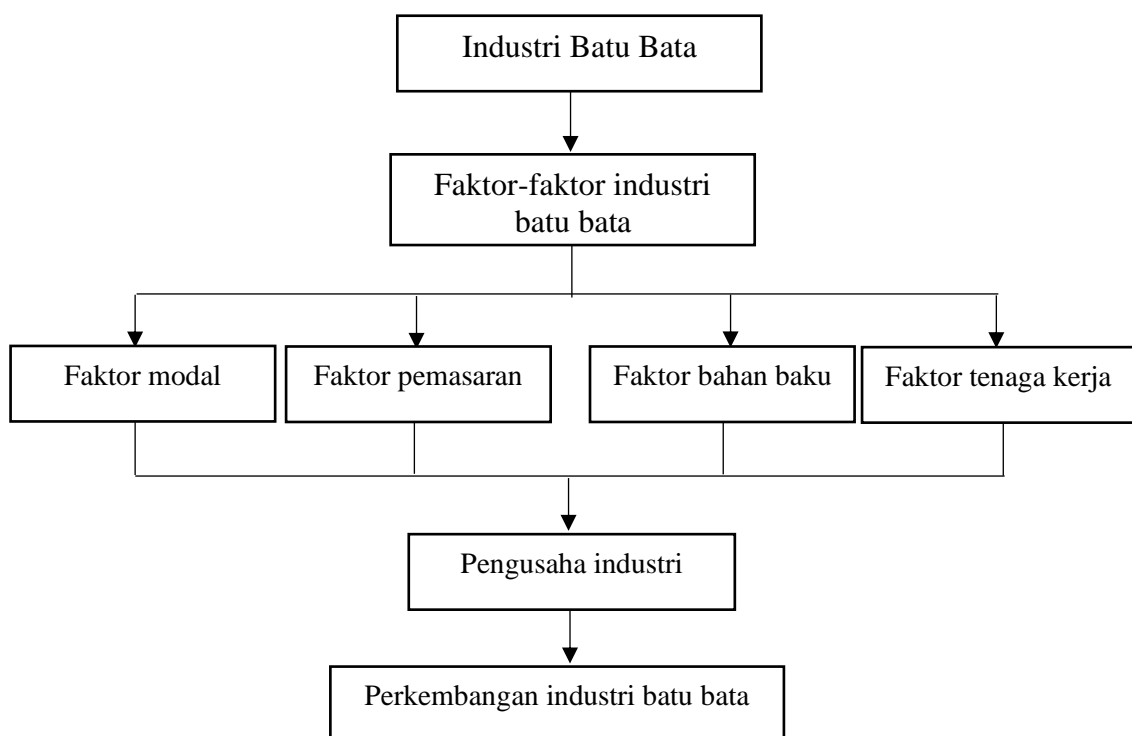 Industri Batu Bata
Faktor-faktor industri
batu bata
Faktor modal
Faktor pemasaran
Faktor bahan baku
Faktor tenaga kerja
Pengusaha industri
Perkembangan industri batu bata